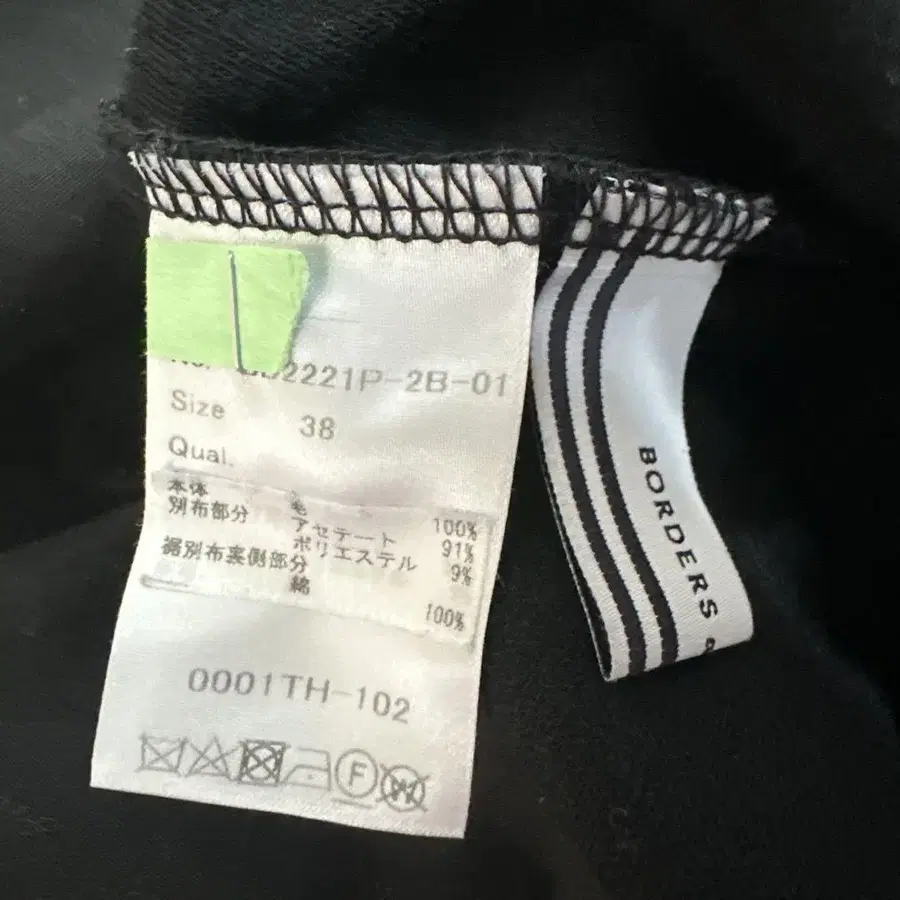 2221P-2B-01
Size 38
Qual.
本体 毛 100%
別布部分 アセテート 91%
ポリエステル 9%
裾別布裏側部分
綿 100%
0001TH-102
F
W
BORDERS